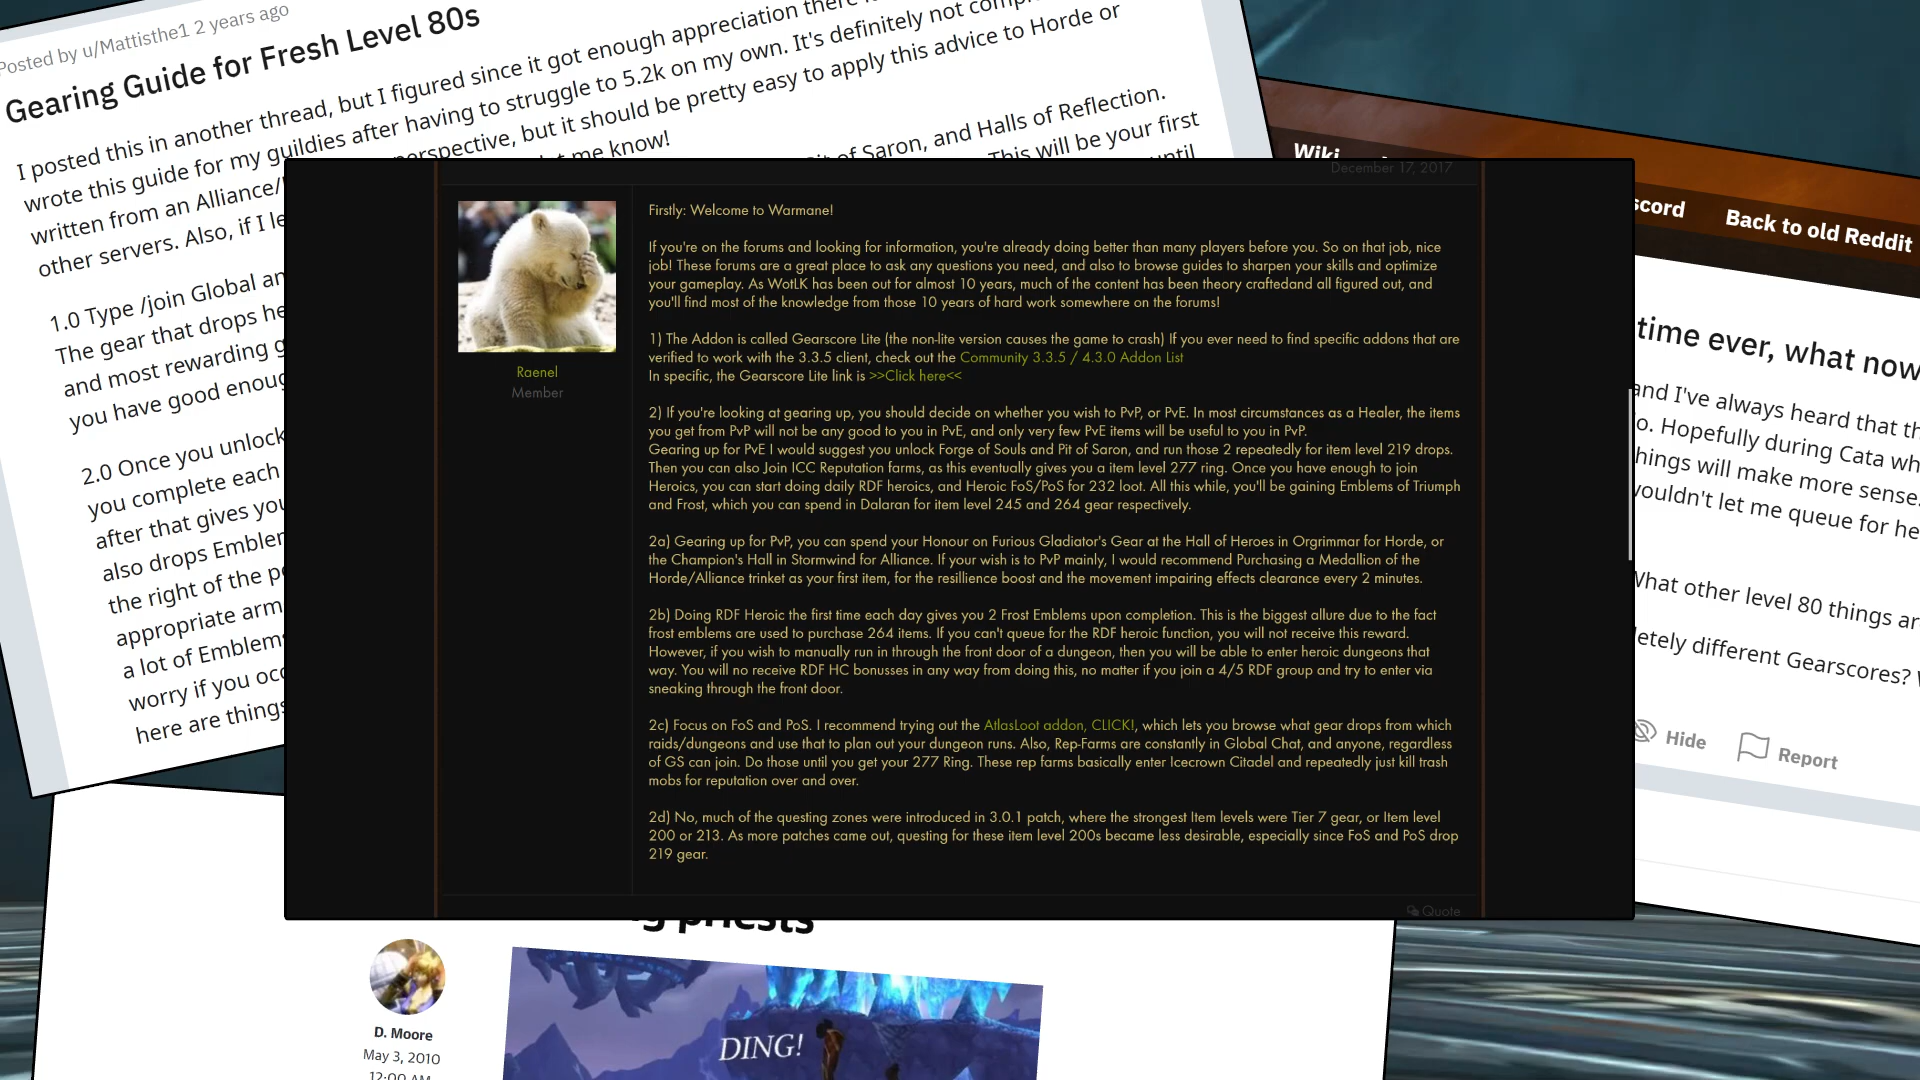 Posted by u/Mattisthe1 2 years ago
Gearing Guide for Fresh Level 80s
I posted this in another thread, but I figured since it got enough appreciation there
wrote this guide for my guildies after having to struggle to 5.2k on my own. It's definitely not
written from an Alliance/ perspective, but it should be pretty easy to apply this advice to Horde or
other servers. Also, if I me know!
1.0 Type /join Global of Saron, and Halls of Reflection.
The gear that drops This will be your first
and most rewarding
you have good
2.0 Once you unlock
you complete each
after that gives you
also drops
the right of the
appropriate
a lot of
worry if you
here are things
Wiki
Back to old Reddit
time ever, what now
and I've always heard that
Hopefully during Cata
things will make more sense
let me queue for
What other level 80 things
different Gearscores?
Hide Report
December 17, 2017
Raenel
Member
Firstly: Welcome to Warmane!
If you're on the forums and looking for information, you're already doing better than many players before you. So on that job, nice
job! These forums are a great place to ask any questions you need, and also to browse guides to sharpen your skills and optimize
your gameplay. As WotLK has been out for almost 10 years, much of the content has been theory craftedand all figured out, and
you'll find most of the knowledge from those 10 years of hard work somewhere on the forums!
1) The Addon is called Gearscore Lite (the non-lite version causes the game to crash) If you ever need to find specific addons that are
verified to work with the 3.3.5 client, check out the Community 3.3.5 / 4.3.0 Addon List
In specific, the Gearscore Lite link is >>Click here<<
2) If you're looking at gearing up, you should decide on whether you wish to PvP, or PvE. In most circumstances as a Healer, the items
you get from PvP will not be any good to you in PvE, and only very few PvE items will be useful to you in PvP.
Gearing up for PvE I would suggest you unlock Forge of Souls and Pit of Saron, and run those 2 repeatedly for item level 219 drops.
Then you can also Join ICC Reputation farms, as this eventually gives you a item level 277 ring. Once you have enough to join
Heroics, you can start doing daily RDF heroics, and Heroic FoS/PoS for 232 loot. All this while, you'll be gaining Emblems of Triumph
and Frost, which you can spend in Dalaran for item level 245 and 264 gear respectively.
2a) Gearing up for PvP, you can spend your Honour on Furious Gladiator's Gear at the Hall of Heroes in Orgrimmar for Horde, or
the Champion's Hall in Stormwind for Alliance. If your wish is to PvP mainly, I would recommend Purchasing a Medallion of the
Horde/Alliance trinket as your first item, for the resillience boost and the movement impairing effects clearance every 2 minutes.
2b) Doing RDF Heroic the first time each day gives you 2 Frost Emblems upon completion. This is the biggest allure due to the fact
frost emblems are used to purchase 264 items. If you can't queue for the RDF heroic function, you will not receive this reward.
However, if you wish to manually run in through the front door of a dungeon, then you will be able to enter heroic dungeons that
way. You will no receive RDF HC bonusses in any way from doing this, no matter if you join a 4/5 RDF group and try to enter via
sneaking through the front door.
2c) Focus on FoS and PoS. I recommend trying out the AtlasLoot addon, CLICK!, which lets you browse what gear drops from which
raids/dungeons and use that to plan out your dungeon runs. Also, Rep-Farms are constantly in Global Chat, and anyone, regardless
of GS can join. Do those until you get your 277 Ring. These rep farms basically enter Icecrown Citadel and repeatedly just kill trash
mobs for reputation over and over.
2d) No, much of the questing zones were introduced in 3.0.1 patch, where the strongest Item levels were Tier 7 gear, or Item level
200 or 213. As more patches came out, questing for these item level 200s became less desirable, especially since FoS and PoS drop
219 gear.
Quote
priests
D. Moore
May 3, 2010
12:00 AM
DING!